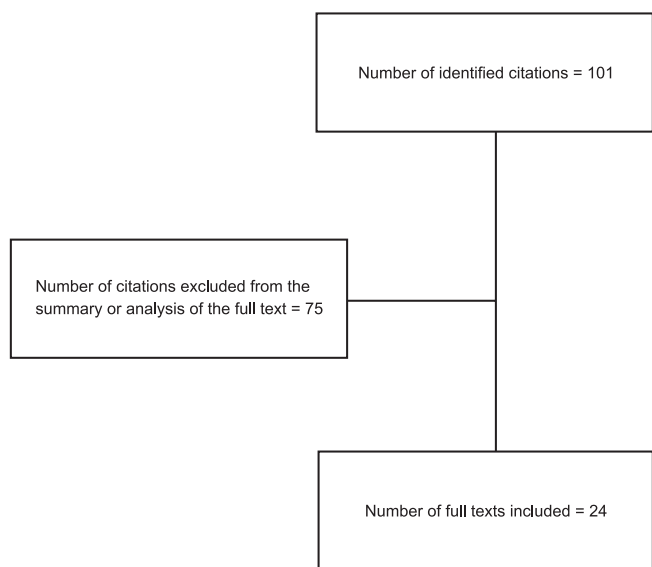 Number of identified citations = 101
Number of citations excluded from the
summary or analysis of the full text = 75
Number of full texts included = 24